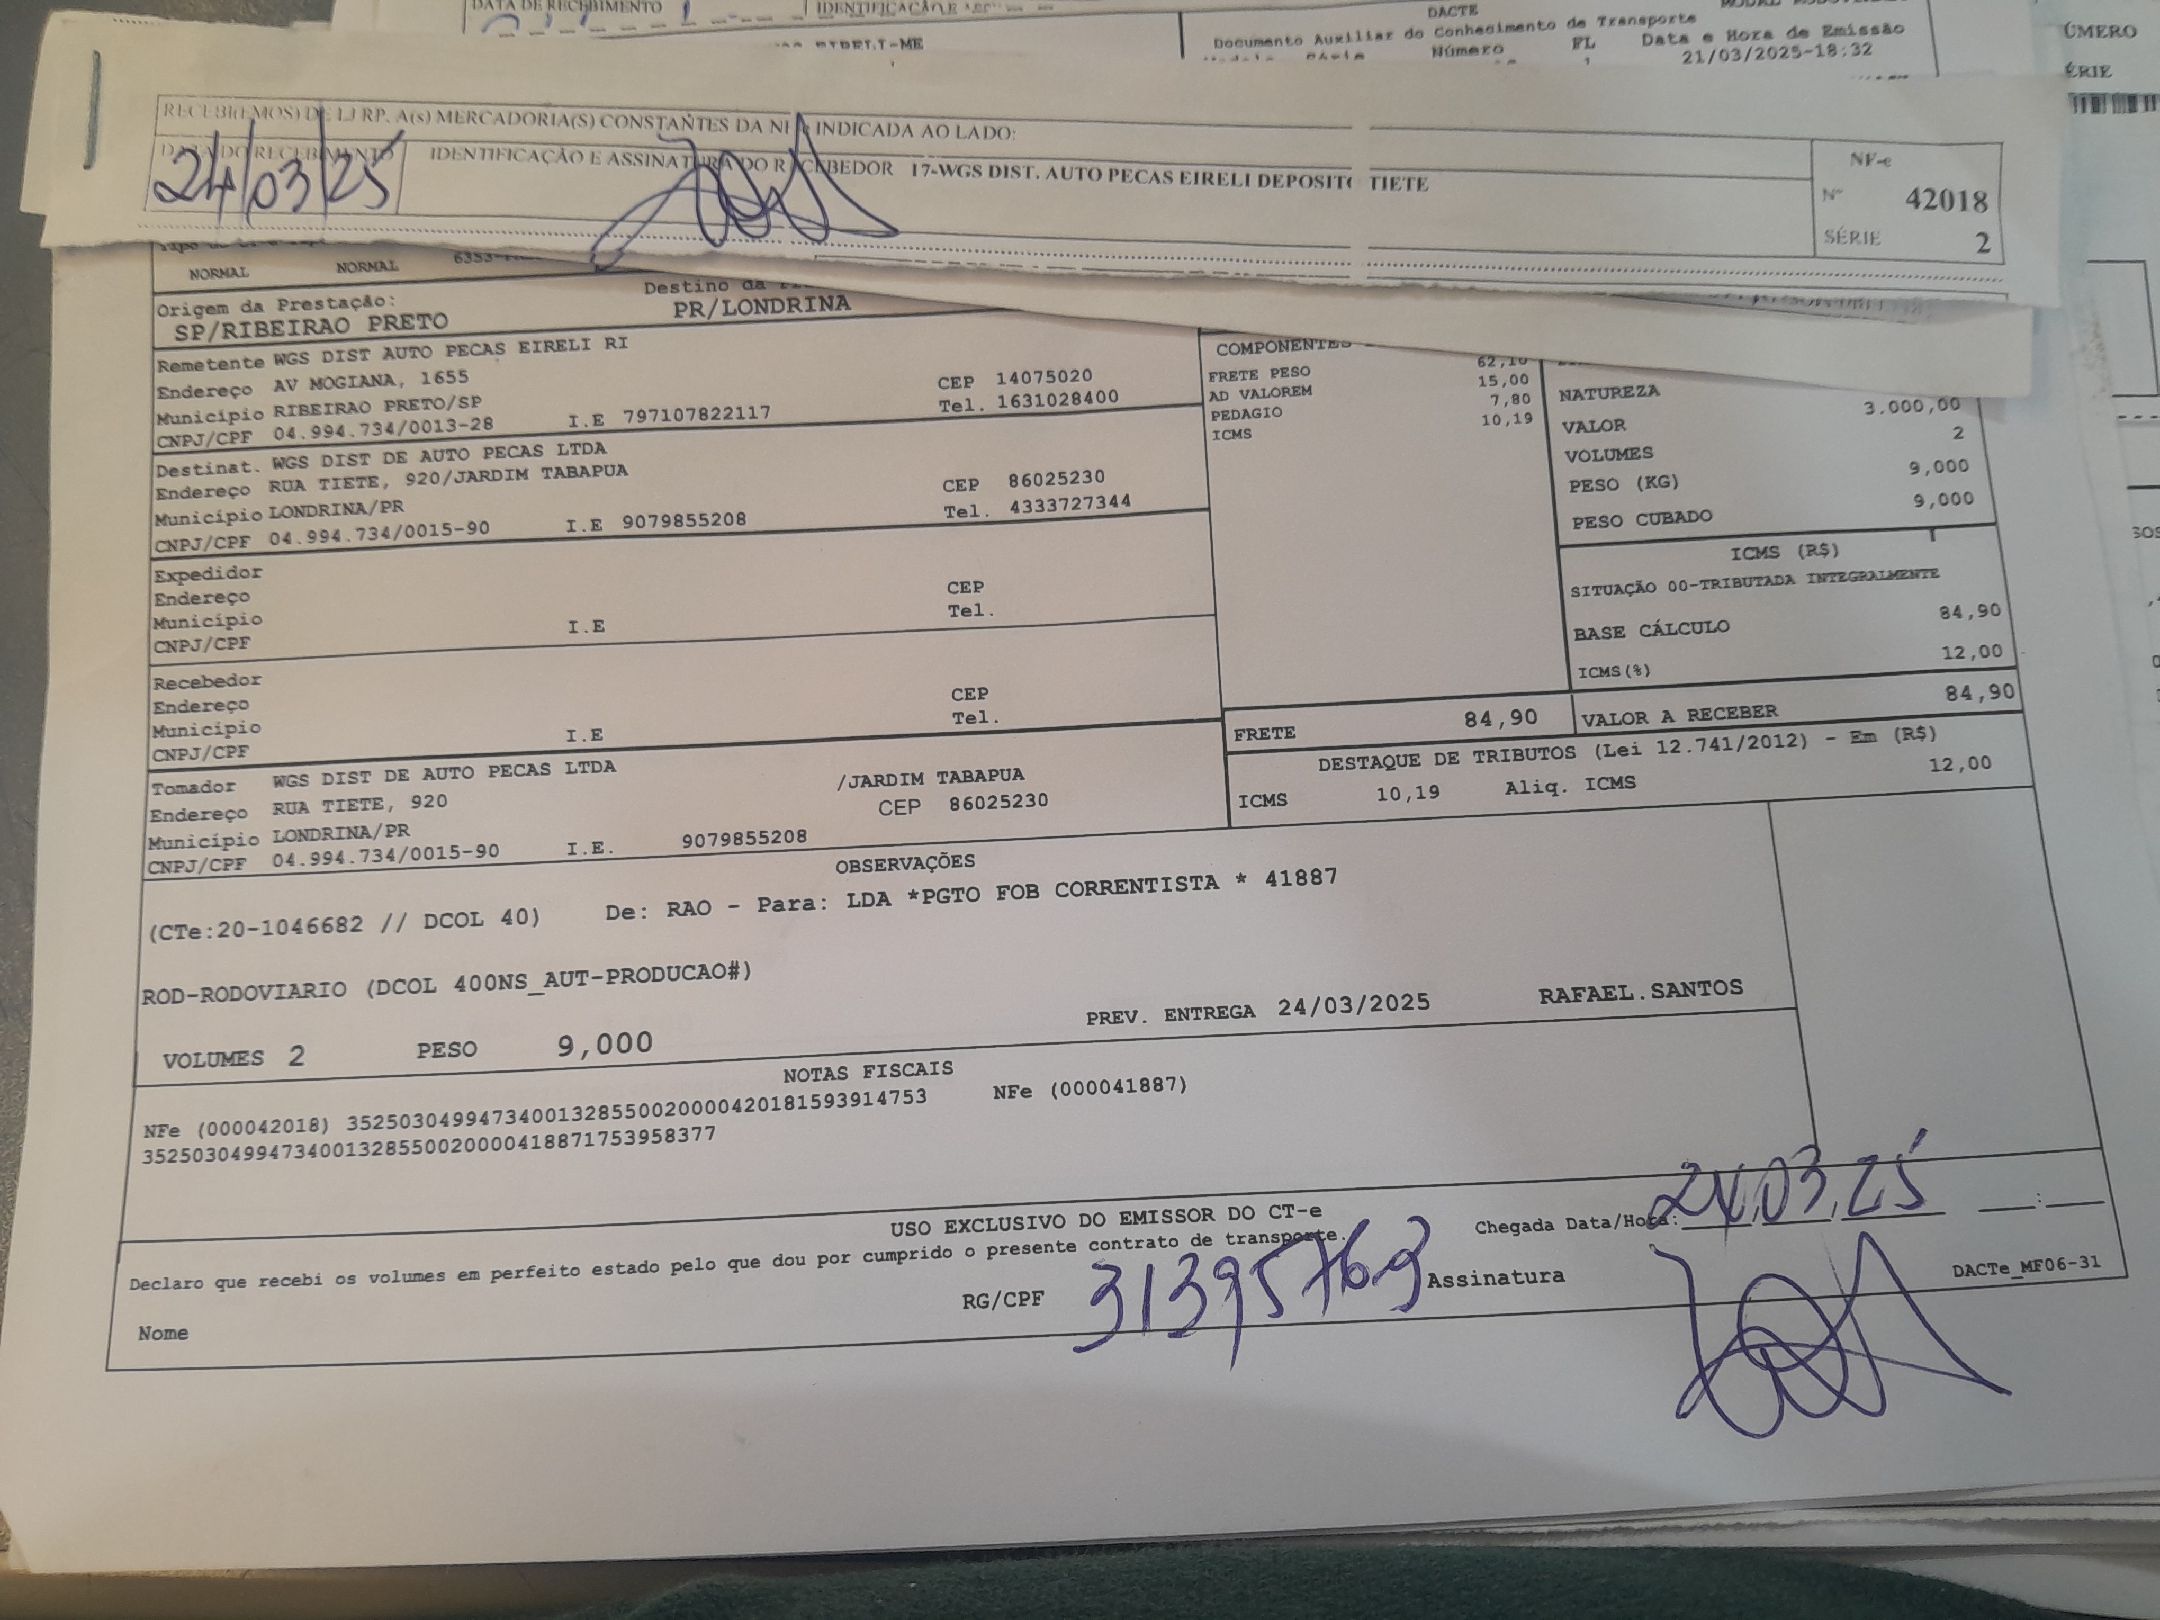 DATA DE RECEBIMENTO
DACTE
Documento Auxiliar do Conhecimento de Transporte
Número FL Data e Hora de Emissão
21/03/2025-18:32
ÚMERO
ÉRIE
RECEBI(EMOS) DE LJ RP, A(s) MERCADORIA(S) CONSTANTES DA NF-e INDICADA AO LADO:
DATA DO RECEBIMENTO IDENTIFICAÇÃO E ASSINATURA DO RECEBEDOR 17-WGS DIST. AUTO PECAS EIRELI DEPOSITO TIETE
24/03/25
NF-e
Nº 42018
SÉRIE 2
NORMAL NORMAL
Origem da Prestação:
SP/RIBEIRAO PRETO
Destino da
PR/LONDRINA
Remetente WGS DIST AUTO PECAS EIRELI RI
Endereço AV MOGIANA, 1655 CEP 14075020
Município RIBEIRAO PRETO/SP Tel. 1631028400
CNPJ/CPF 04.994.734/0013-28 I.E 797107822117
Destinat. WGS DIST DE AUTO PECAS LTDA
Endereço RUA TIETE, 920/JARDIM TABAPUA CEP 86025230
Município LONDRINA/PR Tel. 4333727344
CNPJ/CPF 04.994.734/0015-90 I.E 9079855208
Expedidor
Endereço CEP
Município Tel.
CNPJ/CPF I.E
Recebedor
Endereço CEP
Município Tel.
CNPJ/CPF I.E
Tomador WGS DIST DE AUTO PECAS LTDA /JARDIM TABAPUA
Endereço RUA TIETE, 920 CEP 86025230
Município LONDRINA/PR
CNPJ/CPF 04.994.734/0015-90 I.E. 9079855208
COMPONENTES
FRETE PESO 62,10
AD VALOREM 15,00
PEDAGIO 7,80
ICMS 10,19
NATUREZA
VALOR 3.000,00
VOLUMES 2
PESO (KG) 9,000
PESO CUBADO 9,000
ICMS (R$)
SITUAÇÃO 00-TRIBUTADA INTEGRALMENTE
BASE CÁLCULO 84,90
ICMS(%) 12,00
FRETE 84,90 VALOR A RECEBER 84,90
DESTAQUE DE TRIBUTOS (Lei 12.741/2012) - Em (R$)
ICMS 10,19 Aliq. ICMS 12,00
OBSERVAÇÕES
(CTe:20-1046682 // DCOL 40) De: RAO - Para: LDA *PGTO FOB CORRENTISTA * 41887
ROD-RODOVIARIO (DCOL 400NS_AUT-PRODUCAO#)
VOLUMES 2 PESO 9,000 PREV. ENTREGA 24/03/2025 RAFAEL.SANTOS
NOTAS FISCAIS
NFe (000042018) 35250304994734001328550020000420181593914753 NFe (000041887)
35250304994734001328550020000418871753958377
USO EXCLUSIVO DO EMISSOR DO CT-e
Declaro que recebi os volumes em perfeito estado pelo que dou por cumprido o presente contrato de transporte.
Chegada Data/Hora: 24 03 25 __:__
Nome RG/CPF 31395769 Assinatura
DACTe_MF06-31